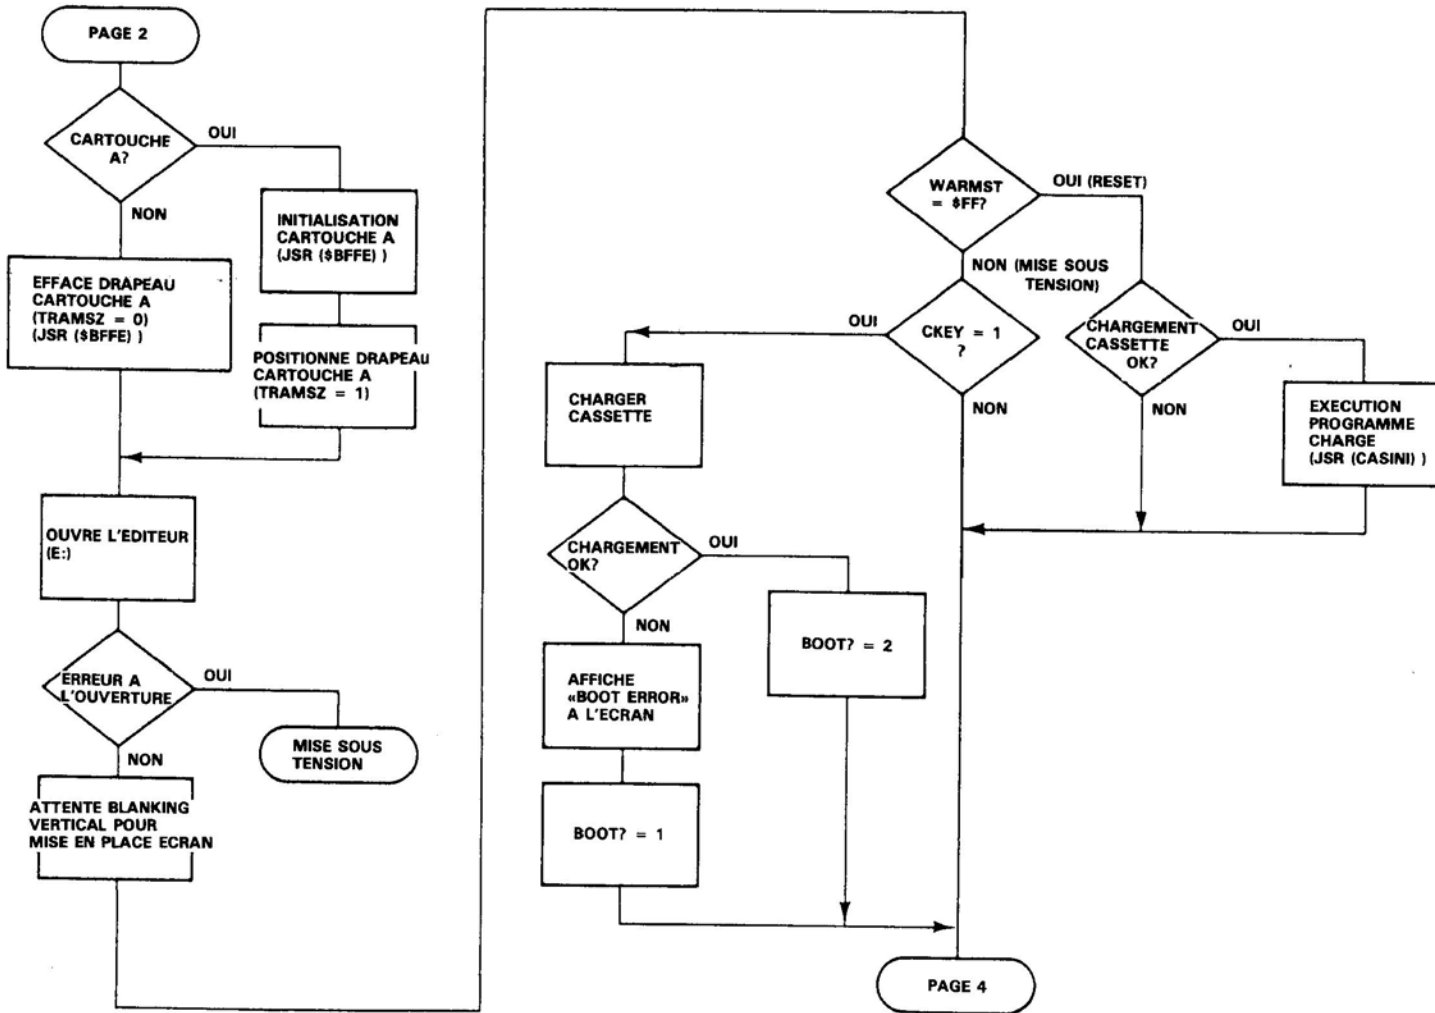 PAGE 2
CARTOUCHE
A?
OUI
NON
INITIALISATION
CARTOUCHE A
(JSR ($BFFE) )
EFFACE DRAPEAU
CARTOUCHE A
(TRAMSZ = 0)
(JSR ($BFFE) )
POSITIONNE DRAPEAU
CARTOUCHE A
(TRAMSZ = 1)
OUVRE L'EDITEUR
(E:)
ERREUR A
L'OUVERTURE
OUI
NON
MISE SOUS
TENSION
ATTENTE BLANKING
VERTICAL POUR
MISE EN PLACE ECRAN
WARMST
= $FF?
OUI (RESET)
NON (MISE SOUS
TENSION)
CKEY = 1
?
OUI
NON
CHARGEMENT
CASSETTE
OK?
OUI
NON
EXECUTION
PROGRAMME
CHARGE
(JSR (CASINI) )
CHARGER
CASSETTE
CHARGEMENT
OK?
OUI
NON
BOOT? = 2
AFFICHE
«BOOT ERROR»
A L'ECRAN
BOOT? = 1
PAGE 4